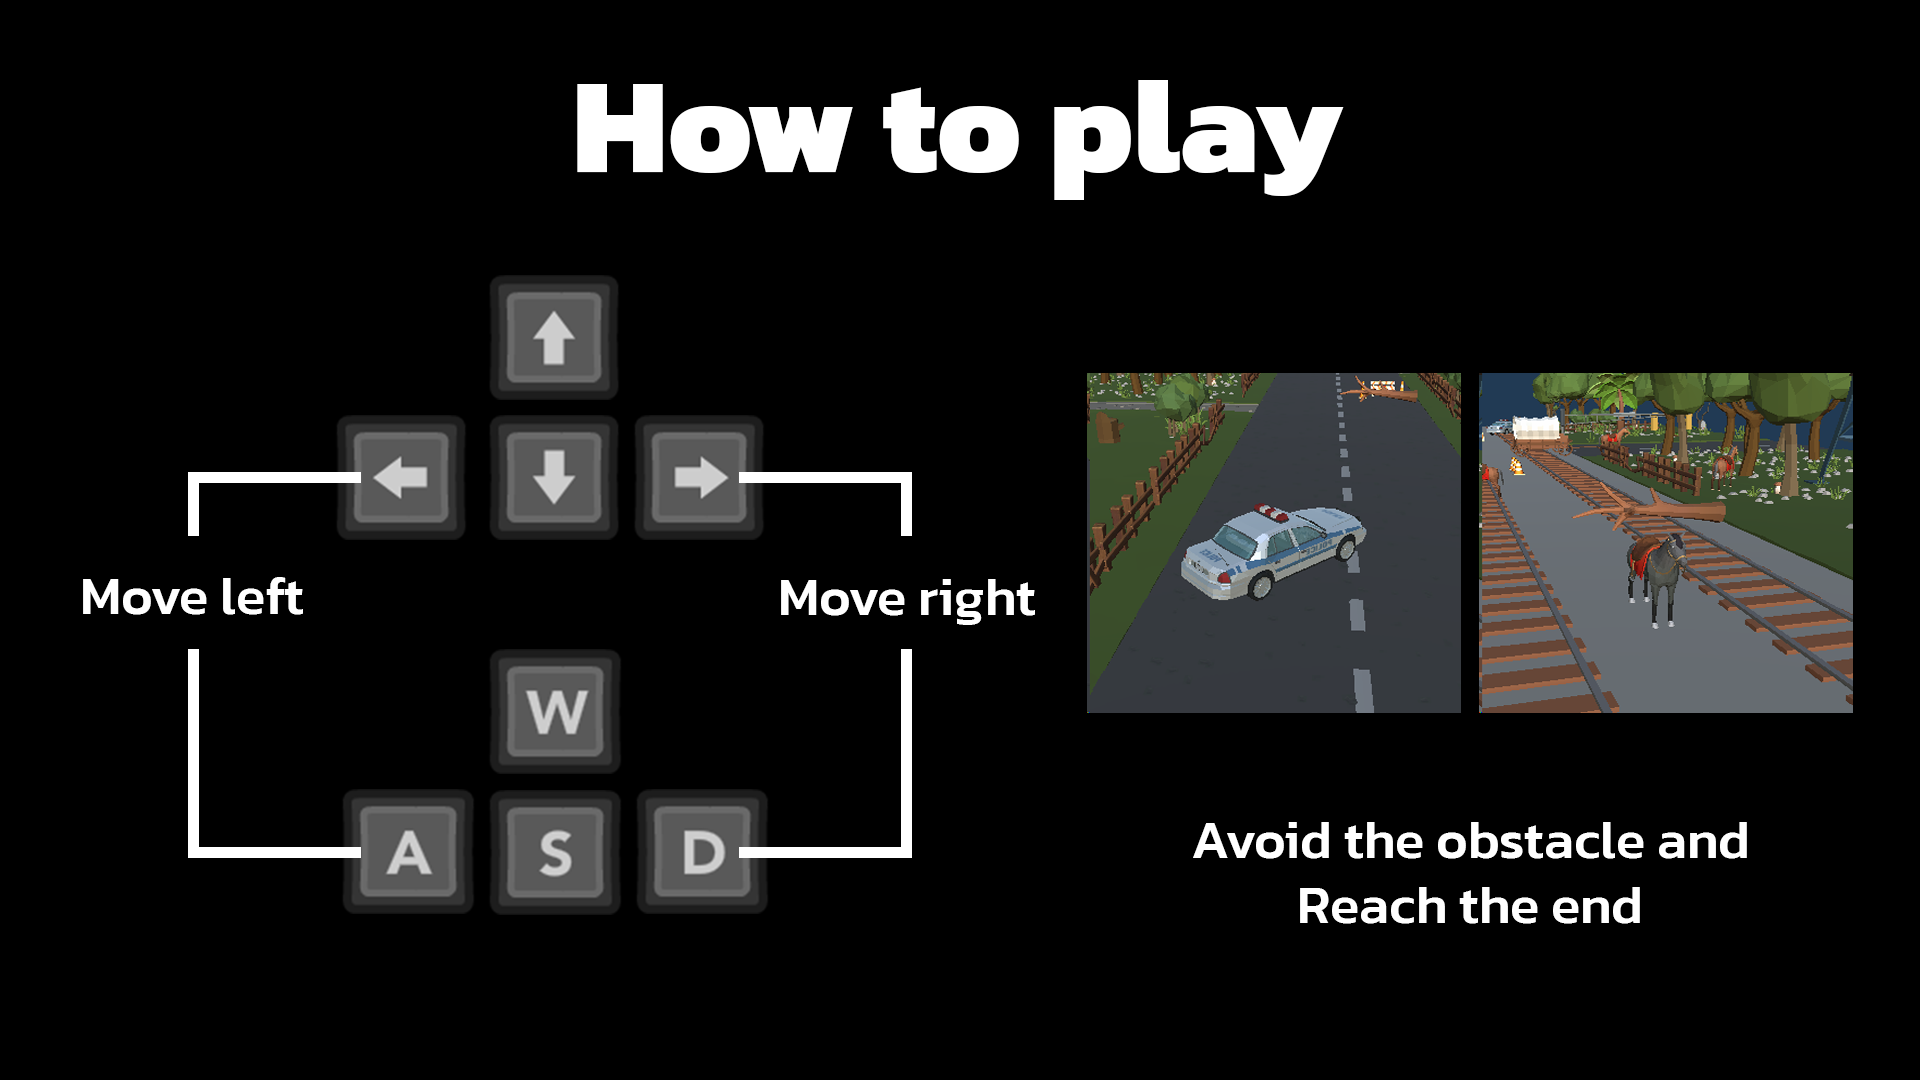 How to play
Move left
Move right
W
A S D
Avoid the obstacle and
Reach the end